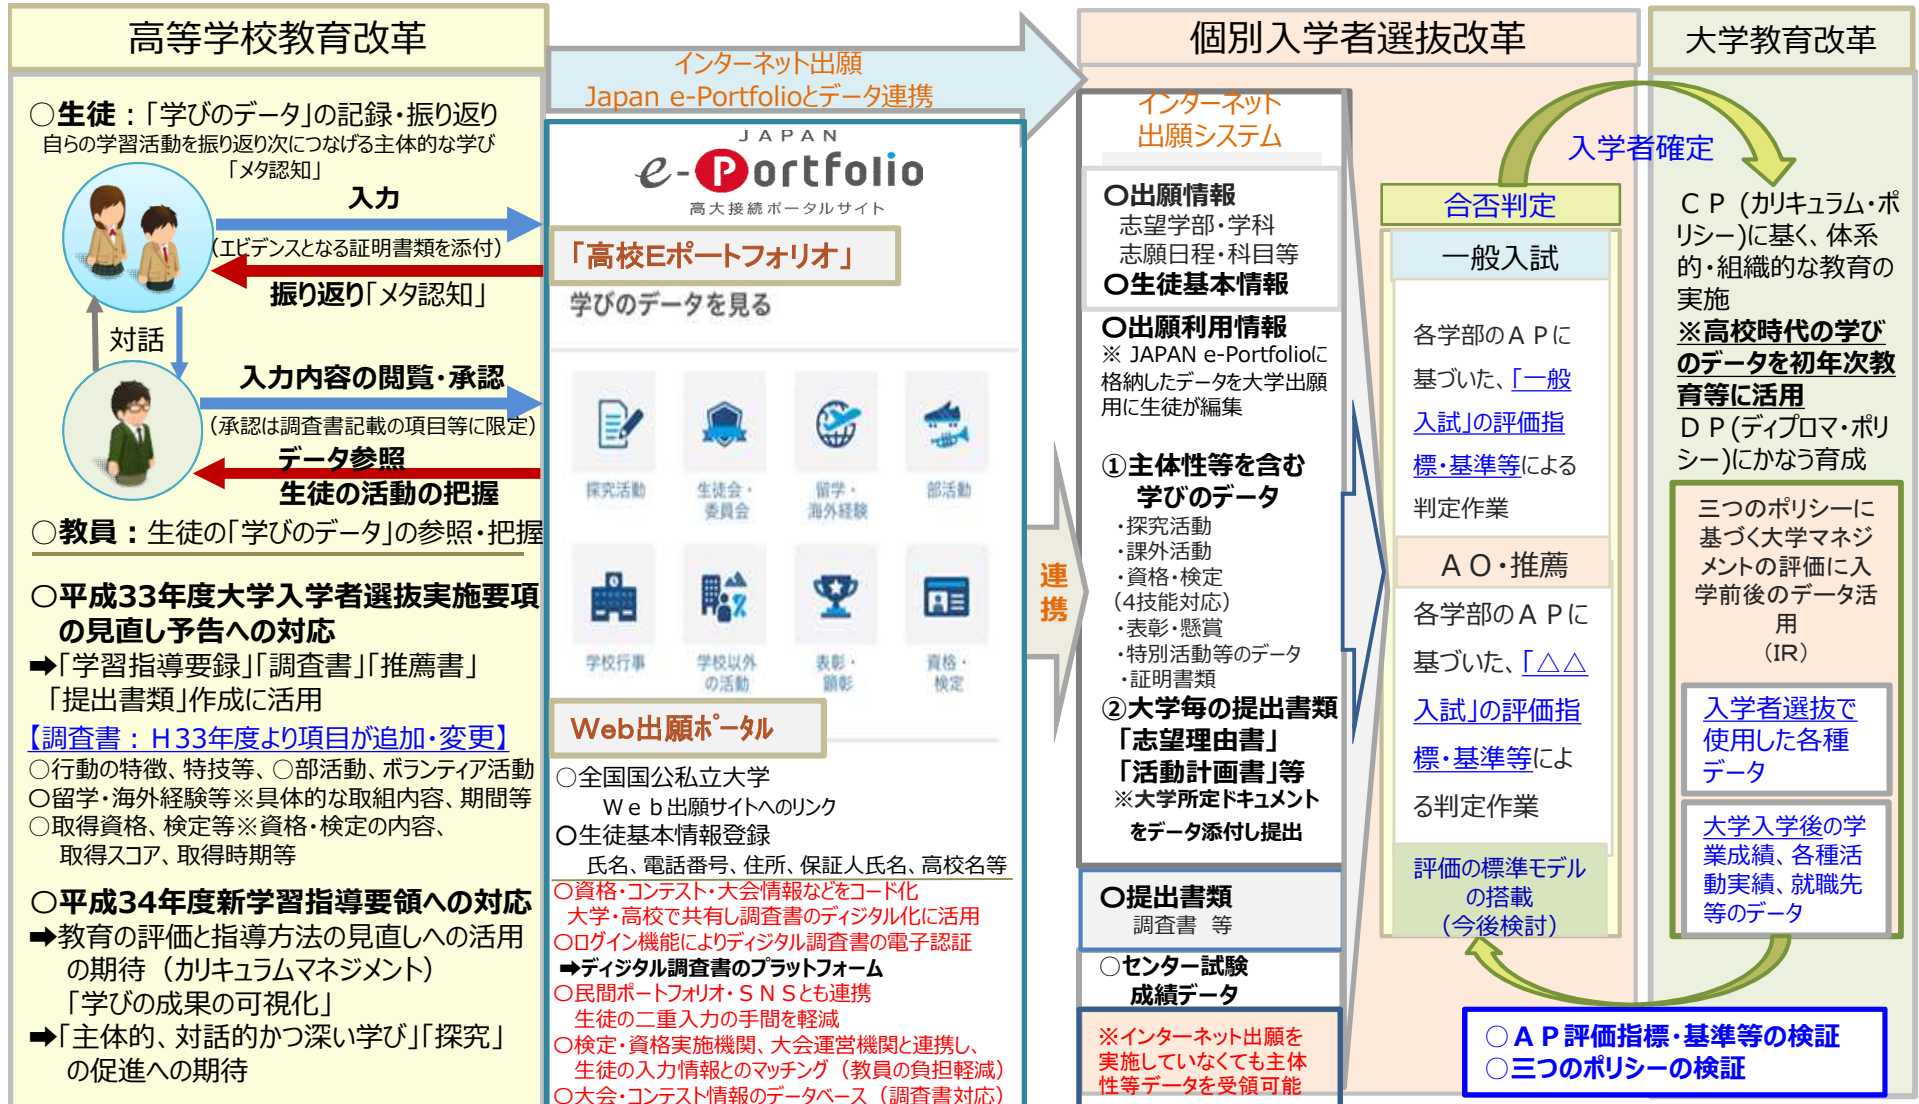 高等学校教育改革
○生徒：「学びのデータ」の記録・振り返り
自らの学習活動を振り返り次につなげる主体的な学び
「メタ認知」
入力
(エビデンスとなる証明書類を添付)
振り返り「メタ認知」
対話
入力内容の閲覧・承認
(承認は調査書記載の項目等に限定)
データ参照
生徒の活動の把握
○教員：生徒の「学びのデータ」の参照・把握
○平成33年度大学入学者選抜実施要項
の見直し予告への対応
➡「学習指導要録」「調査書」「推薦書」
「提出書類」作成に活用
【調査書：Ｈ33年度より項目が追加・変更】
○行動の特徴、特技等、○部活動、ボランティア活動
○留学・海外経験等※具体的な取組内容、期間等
○取得資格、検定等※資格・検定の内容、
取得スコア、取得時期等
○平成34年度新学習指導要領への対応
➡教育の評価と指導方法の見直しへの活用
の期待（カリキュラムマネジメント）
「学びの成果の可視化」
➡「主体的、対話的かつ深い学び」「探究」
の促進への期待
インターネット出願
Japan e-Portfolioとデータ連携
JAPAN
e-Portfolio
高大接続ポータルサイト
「高校Eポートフォリオ」
学びのデータを見る
探究活動
生徒会・
委員会
留学・
海外経験
部活動
学校行事
学校以外
の活動
表彰・
顕彰
資格・
検定
Web出願ﾎﾟｰﾀﾙ
○全国国公私立大学
Ｗｅｂ出願サイトへのリンク
○生徒基本情報登録
氏名、電話番号、住所、保証人氏名、高校名等
○資格・コンテスト・大会情報などをコード化
大学・高校で共有し調査書のディジタル化に活用
○ログイン機能によりディジタル調査書の電子認証
➡ディジタル調査書のプラットフォーム
○民間ポートフォリオ・ＳＮＳとも連携
生徒の二重入力の手間を軽減
○検定・資格実施機関、大会運営機関と連携し、
生徒の入力情報とのマッチング（教員の負担軽減）
○大会・コンテスト情報のデータベース（調査書対応）
連
携
個別入学者選抜改革
インターネット
出願システム
○出願情報
志望学部・学科
志願日程・科目等
○生徒基本情報
○出願利用情報
※ JAPAN e-Portfolioに
格納したデータを大学出願
用に生徒が編集
①主体性等を含む
学びのデータ
・探究活動
・課外活動
・資格・検定
（4技能対応）
・表彰・懸賞
・特別活動等のデータ
・証明書類
②大学毎の提出書類
「志望理由書」
「活動計画書」等
※大学所定ドキュメント
をデータ添付し提出
○提出書類
調査書 等
○センター試験
成績データ
※インターネット出願を
実施していなくても主体
性等データを受領可能
合否判定
一般入試
各学部のＡＰに
基づいた、「一般
入試」の評価指
標・基準等による
判定作業
ＡＯ・推薦
各学部のＡＰに
基づいた、「△△
入試」の評価指
標・基準等によ
る判定作業
評価の標準モデル
の搭載
（今後検討）
入学者確定
大学教育改革
ＣＰ(カリキュラム・ポ
リシー)に基く、体系
的・組織的な教育の
実施
※高校時代の学び
のデータを初年次教
育等に活用
ＤＰ(ディプロマ・ポリ
シー)にかなう育成
三つのポリシーに
基づく大学マネジ
メントの評価に入
学前後のデータ活
用
（IR）
入学者選抜で
使用した各種
データ
大学入学後の学
業成績、各種活
動実績、就職先
等のデータ
○ＡＰ評価指標・基準等の検証
○三つのポリシーの検証